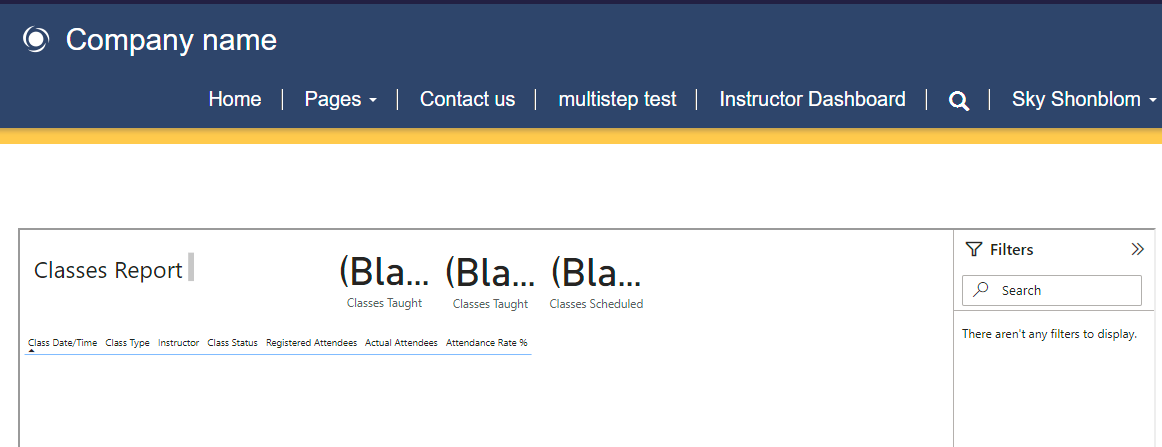 Company name
Home Pages Contact us multistep test Instructor Dashboard Sky Shonblom
Classes Report
(Bla... (Bla... (Bla...
Classes Taught Classes Taught Classes Scheduled
Class Date/Time Class Type Instructor Class Status Registered Attendees Actual Attendees Attendance Rate %
Filters
Search
There aren't any filters to display.